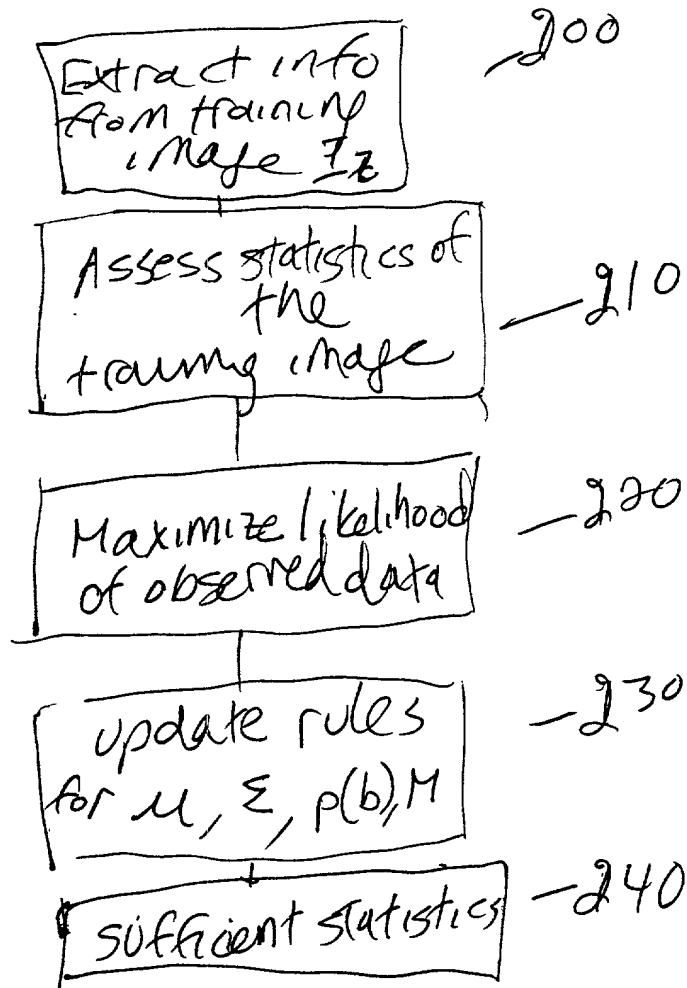 Extract info
from training
image Iz
200
Assess statistics of
the
training image
210
Maximize likelihood
of observed data
220
update rules
for μ, Σ, p(b), M
230
sufficient statistics
240